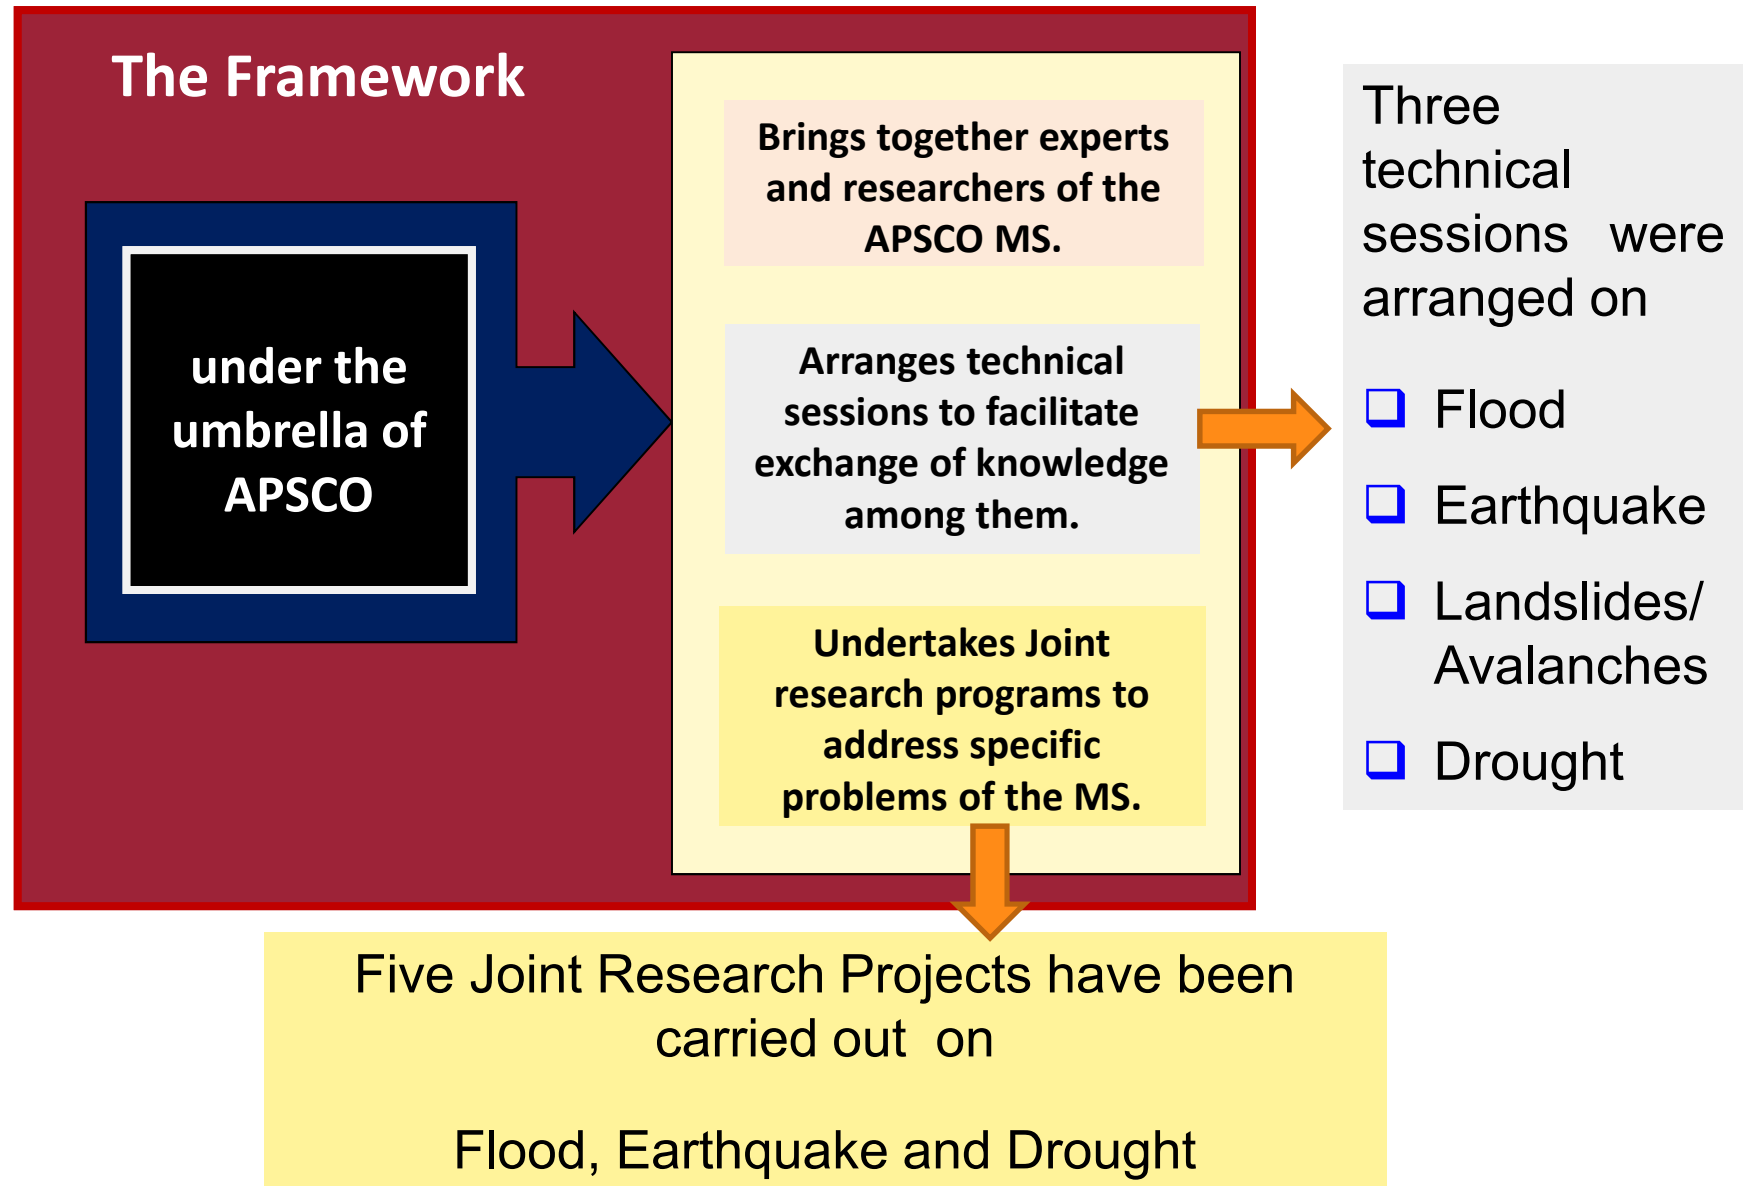 The Framework
under the
umbrella of
APSCO
Brings together experts
and researchers of the
APSCO MS.
Arranges technical
sessions to facilitate
exchange of knowledge
among them.
Undertakes Joint
research programs to
address specific
problems of the MS.
Three
technical
sessions were
arranged on
Flood
Earthquake
Landslides/
Avalanches
Drought
Five Joint Research Projects have been
carried out on
Flood, Earthquake and Drought